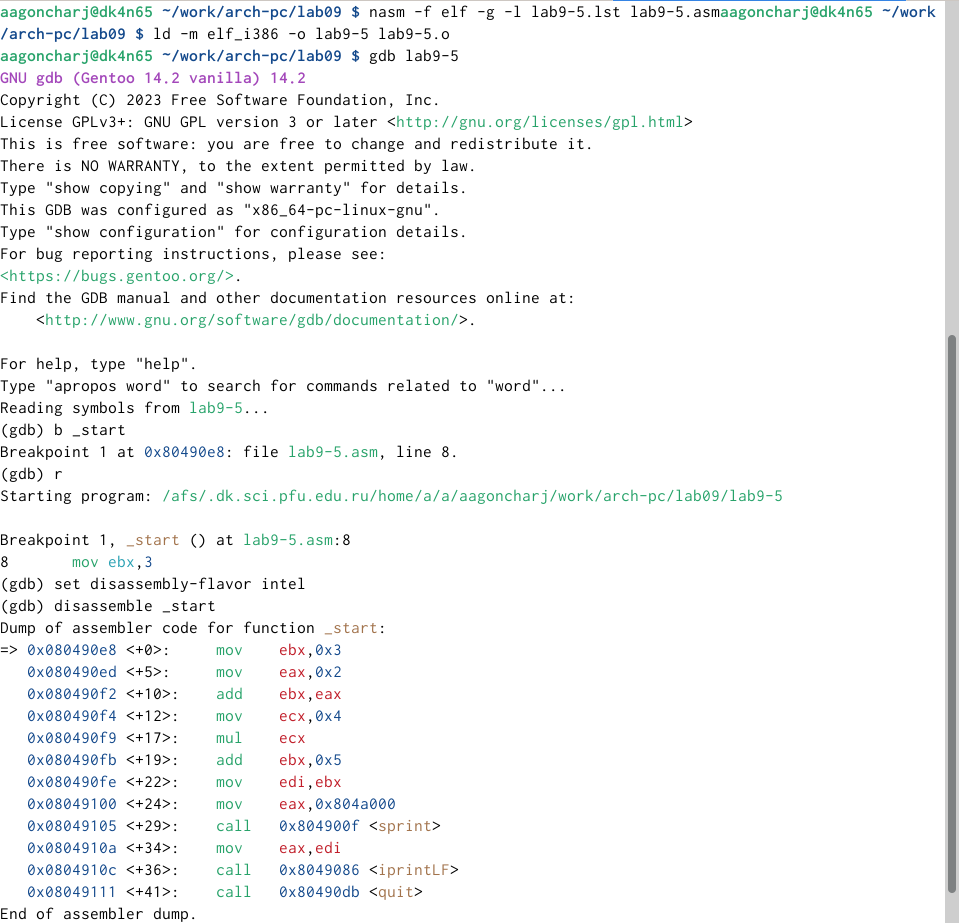 aagoncharj@dk4n65 ~/work/arch-pc/lab09 $ nasm -f elf -g -l lab9-5.lst lab9-5.asmaagoncharj@dk4n65 ~/work
/arch-pc/lab09 $ ld -m elf_i386 -o lab9-5 lab9-5.o
aagoncharj@dk4n65 ~/work/arch-pc/lab09 $ gdb lab9-5
GNU gdb (Gentoo 14.2 vanilla) 14.2
Copyright (C) 2023 Free Software Foundation, Inc.
License GPLv3+: GNU GPL version 3 or later <http://gnu.org/licenses/gpl.html>
This is free software: you are free to change and redistribute it.
There is NO WARRANTY, to the extent permitted by law.
Type "show copying" and "show warranty" for details.
This GDB was configured as "x86_64-pc-linux-gnu".
Type "show configuration" for configuration details.
For bug reporting instructions, please see:
<https://bugs.gentoo.org/>.
Find the GDB manual and other documentation resources online at:
    <http://www.gnu.org/software/gdb/documentation/>.

For help, type "help".
Type "apropos word" to search for commands related to "word"...
Reading symbols from lab9-5...
(gdb) b _start
Breakpoint 1 at 0x80490e8: file lab9-5.asm, line 8.
(gdb) r
Starting program: /afs/.dk.sci.pfu.edu.ru/home/a/a/aagoncharj/work/arch-pc/lab09/lab9-5

Breakpoint 1, _start () at lab9-5.asm:8
8       mov ebx,3
(gdb) set disassembly-flavor intel
(gdb) disassemble _start
Dump of assembler code for function _start:
=> 0x080490e8 <+0>:     mov    ebx,0x3
   0x080490ed <+5>:     mov    eax,0x2
   0x080490f2 <+10>:    add    ebx,eax
   0x080490f4 <+12>:    mov    ecx,0x4
   0x080490f9 <+17>:    mul    ecx
   0x080490fb <+19>:    add    ebx,0x5
   0x080490fe <+22>:    mov    edi,ebx
   0x08049100 <+24>:    mov    eax,0x804a000
   0x08049105 <+29>:    call   0x804900f <sprint>
   0x0804910a <+34>:    mov    eax,edi
   0x0804910c <+36>:    call   0x8049086 <iprintLF>
   0x08049111 <+41>:    call   0x80490db <quit>
End of assembler dump.